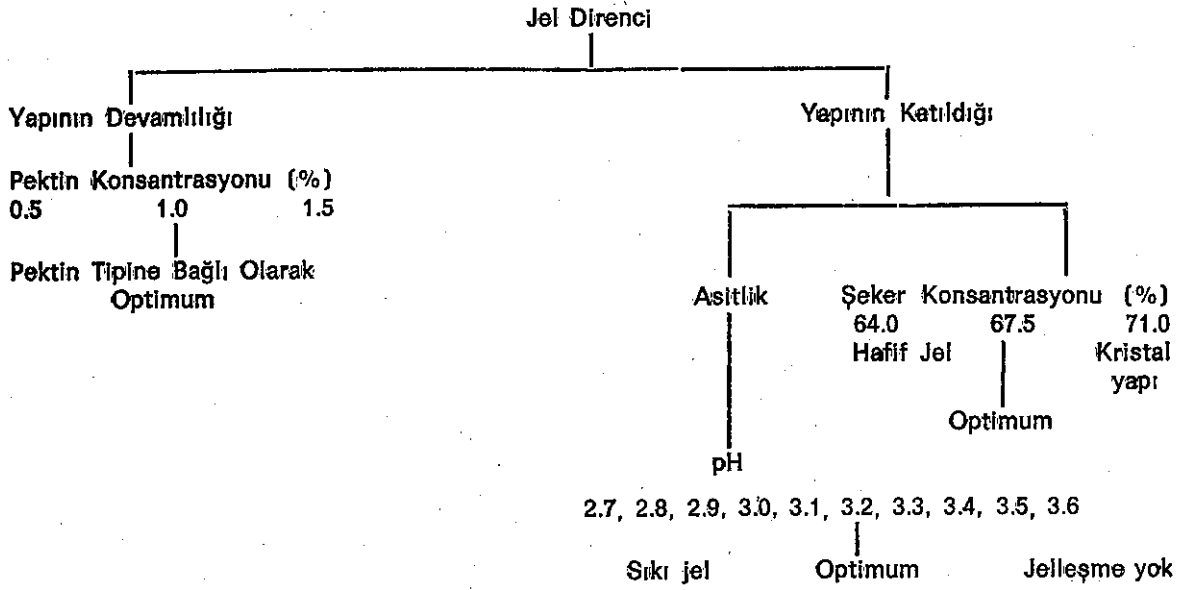 Jel Direnci
Yapının Devamlılığı
Yapının Katıldığı
Pektin Konsantrasyonu (%)
0.5 1.0 1.5
Pektin Tipine Bağlı Olarak
Optimum
Asitlik
Şeker Konsantrasyonu (%)
64.0 67.5 71.0
Hafif Jel
Kristal
yapı
Optimum
pH
2.7, 2.8, 2.9, 3.0, 3.1, 3.2, 3.3, 3.4, 3.5, 3.6
Sıkı jel Optimum Jelleşme yok